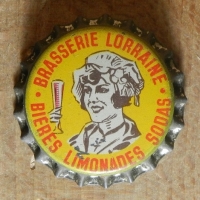 BRASSERIE LORRAINE
BIERES LIMONADES SODAS